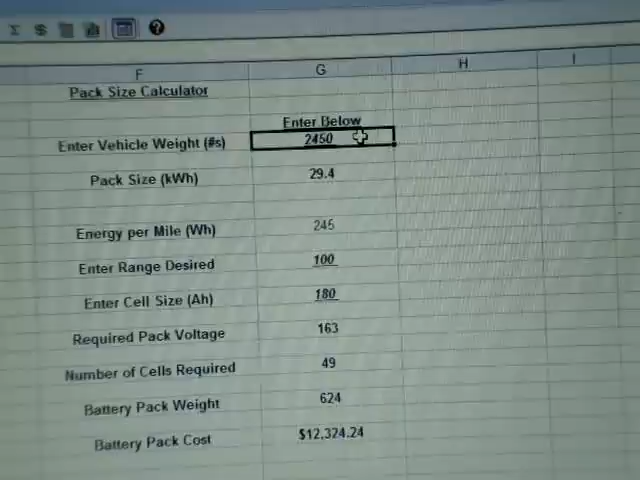 F G H I
Pack Size Calculator
Enter Below
Enter Vehicle Weight (#s) 2450
Pack Size (kWh) 29.4
Energy per Mile (Wh) 245
Enter Range Desired 100
Enter Cell Size (Ah) 180
Required Pack Voltage 163
Number of Cells Required 49
Battery Pack Weight 624
Battery Pack Cost $12,324.24